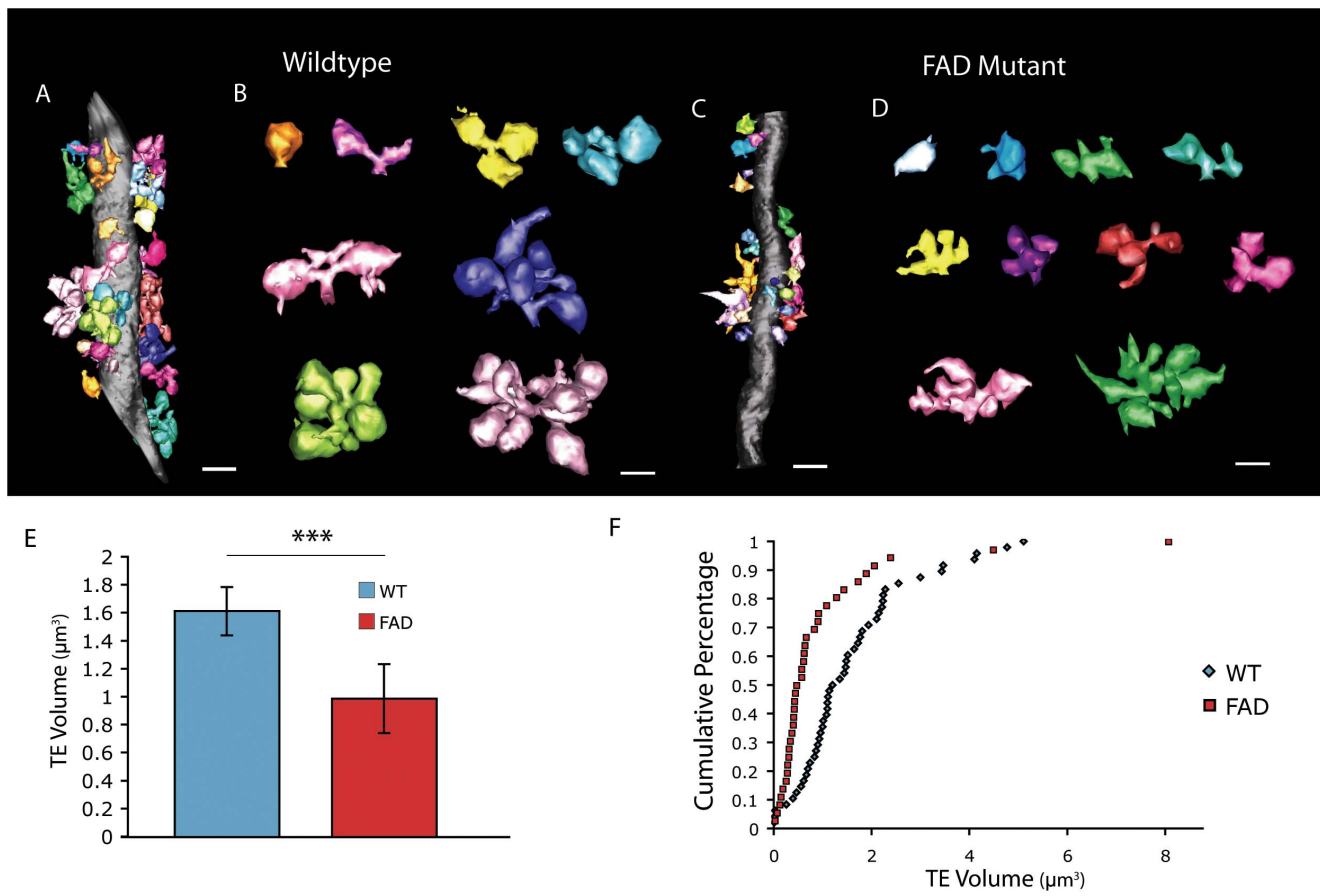 Wildtype
FAD Mutant
A
B
C
D
E
***
2
1.8
1.6
1.4
1.2
1
0.8
0.6
0.4
0.2
0
TE Volume (µm³)
WT
FAD
F
1
0.9
0.8
0.7
0.6
0.5
0.4
0.3
0.2
0.1
0
Cumulative Percentage
0 2 4 6 8
TE Volume (µm³)
WT
FAD